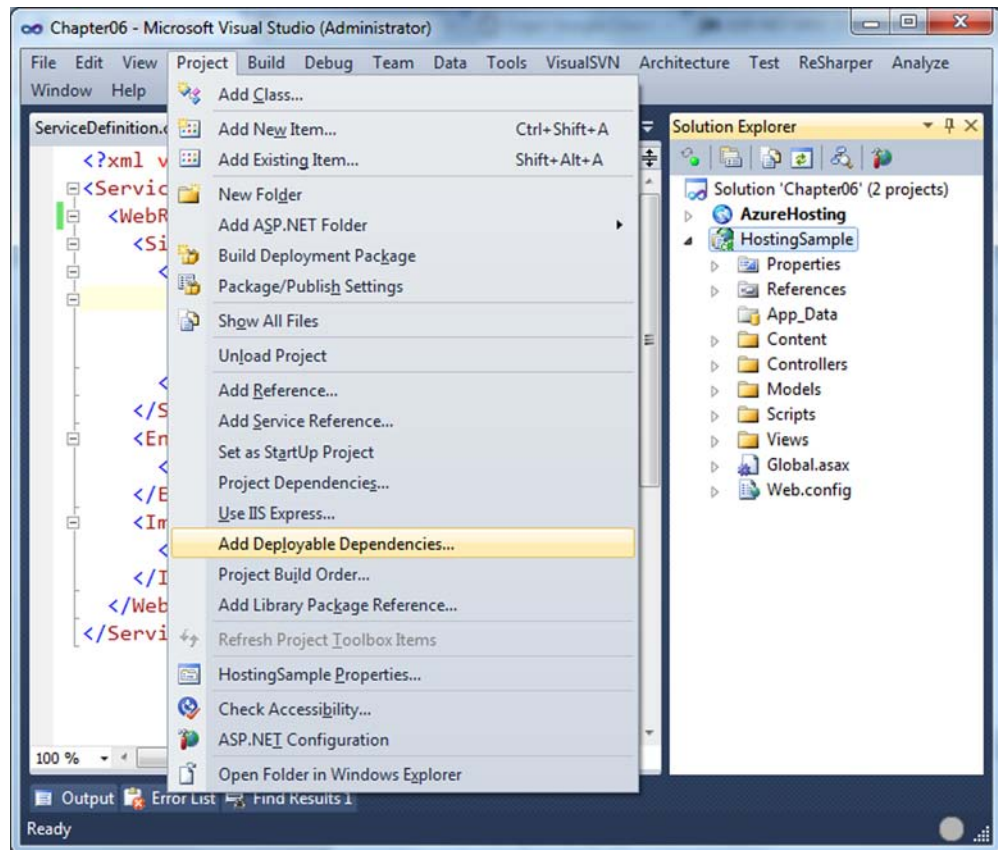 Chapter06 - Microsoft Visual Studio (Administrator)
File Edit View Project Build Debug Team Data Tools VisualSVN Architecture Test ReSharper Analyze
Window Help
ServiceDefinition.c
<?xml v
<Servic
<WebR
<Si
<
<
</S
<En
<
</E
<Im
<
</I
</Web
</Servi
100 %
Add Class...
Add New Item... Ctrl+Shift+A
Add Existing Item... Shift+Alt+A
New Folder
Add ASP.NET Folder
Build Deployment Package
Package/Publish Settings
Show All Files
Unload Project
Add Reference...
Add Service Reference...
Set as StartUp Project
Project Dependencies...
Use IIS Express...
Add Deployable Dependencies...
Project Build Order...
Add Library Package Reference...
Refresh Project Toolbox Items
HostingSample Properties...
Check Accessibility...
ASP.NET Configuration
Open Folder in Windows Explorer
Solution Explorer
Solution 'Chapter06' (2 projects)
AzureHosting
HostingSample
Properties
References
App_Data
Content
Controllers
Models
Scripts
Views
Global.asax
Web.config
Output Error List Find Results 1
Ready